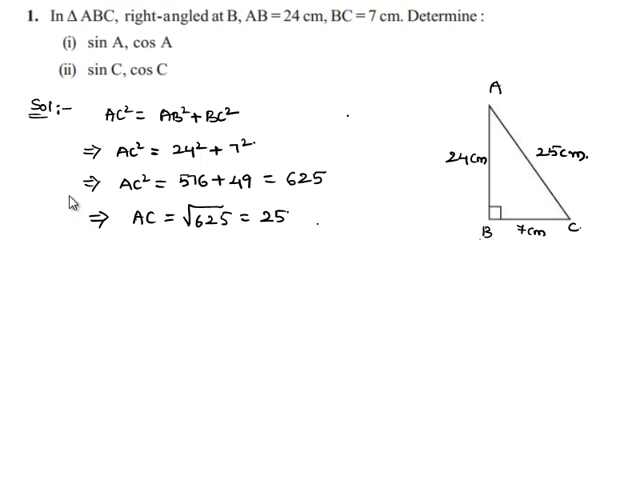 1. In Δ ABC, right-angled at B, AB = 24 cm, BC = 7 cm. Determine :
(i) sin A, cos A
(ii) sin C, cos C
Sol:- AC² = AB² + BC²
⇒ AC² = 24² + 7²
⇒ AC² = 576 + 49 = 625
⇒ AC = √625 = 25
A
24cm
25cm.
B 7cm C